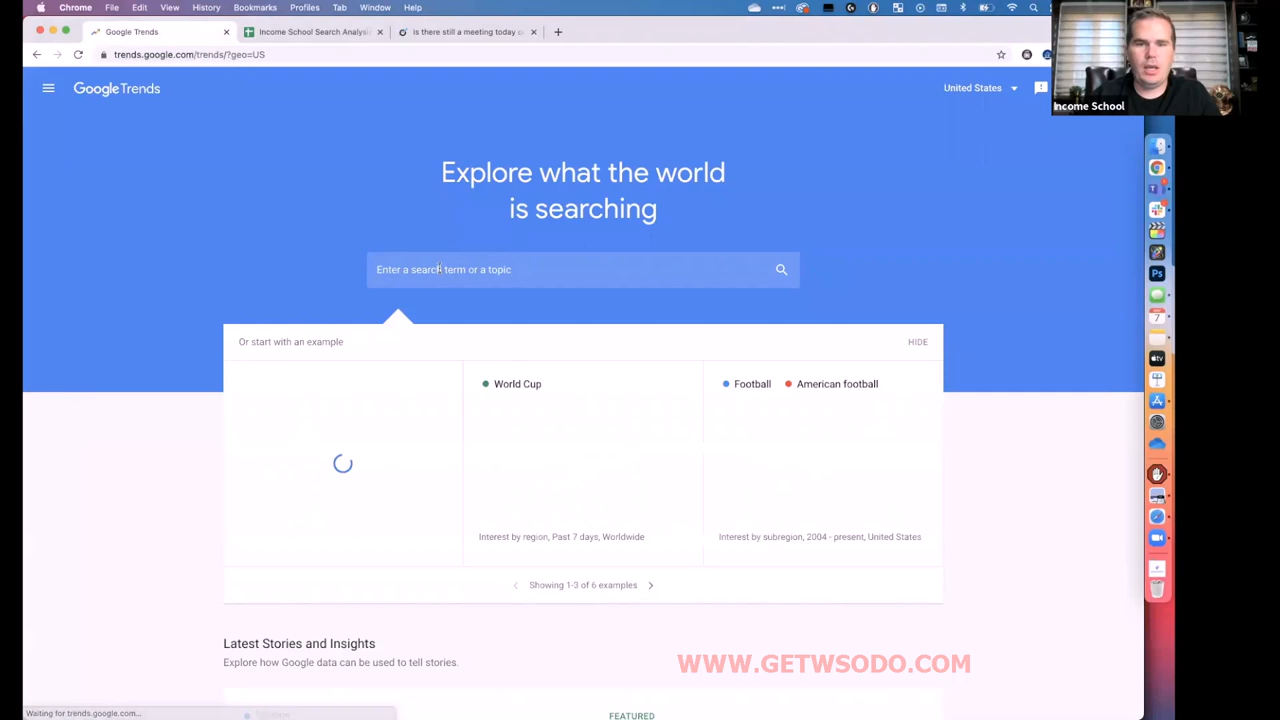 Chrome File Edit View History Bookmarks Profiles Tab Window Help
Google Trends
Income School Search Analysi
is there still a meeting today o
trends.google.com/trends/?geo=US
Google Trends
United States
Income School
Explore what the world
is searching
Enter a search term or a topic
Or start with an example
HIDE
World Cup
Football American football
Interest by region, Past 7 days, Worldwide
Interest by subregion, 2004 - present, United States
Showing 1-3 of 6 examples
Latest Stories and Insights
Explore how Google data can be used to tell stories.
WWW.GETWSODO.COM
Waiting for trends.google.com...
FEATURED